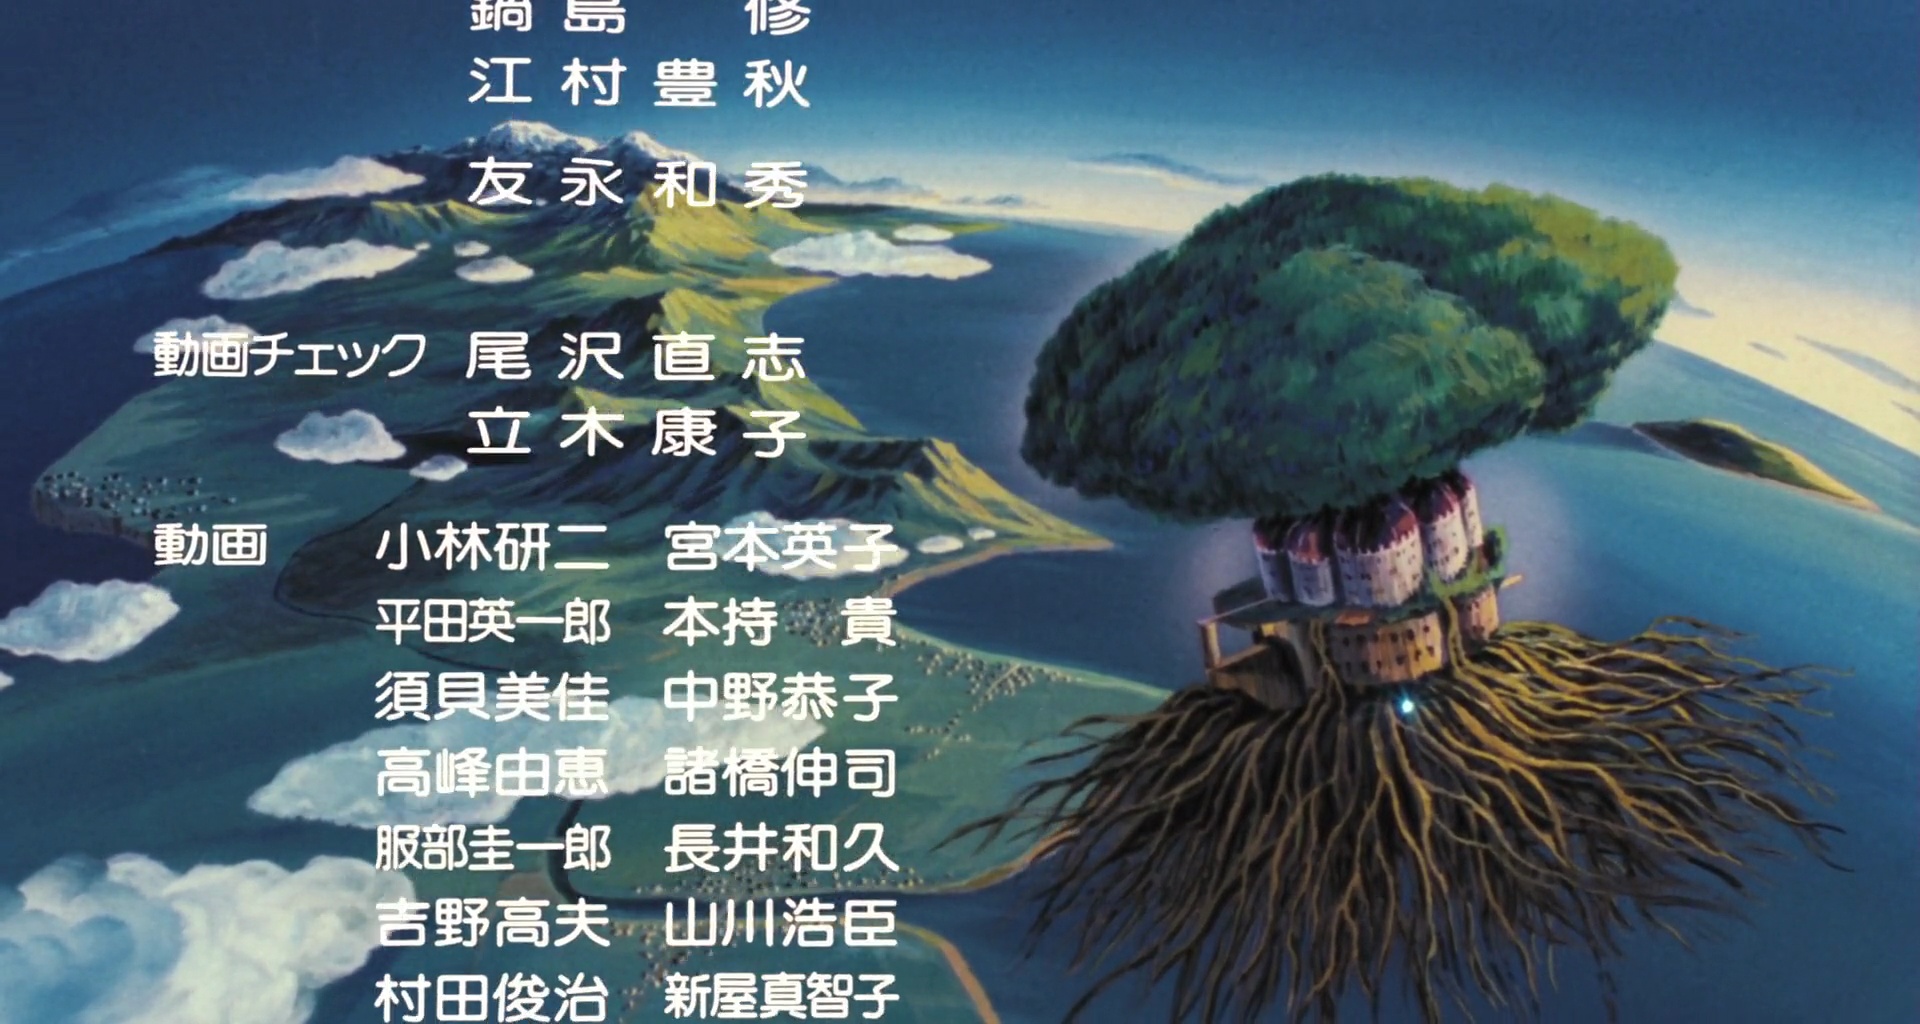 鍋島　修
江村豊秋
友永和秀
動画チェック 尾沢直志
立木康子
動画 小林研二 宮本英子
平田英一郎 本持　貴
須貝美佳 中野恭子
高峰由恵 諸橋伸司
服部圭一郎 長井和久
吉野高夫 山川浩臣
村田俊治 新屋真智子